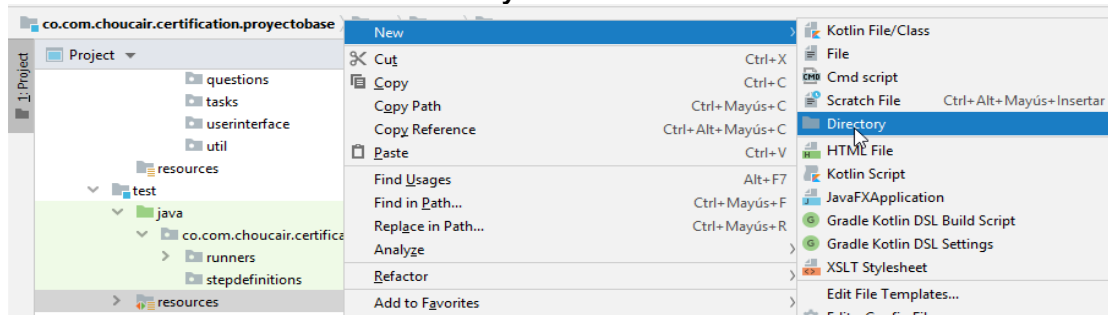 co.com.choucair.certification.proyectobase
1: Project
Project
questions
tasks
userinterface
util
resources
test
java
co.com.choucair.certifica
runners
stepdefinitions
resources
New
Cut Ctrl+X
Copy Ctrl+C
Copy Path Ctrl+Mayús+C
Copy Reference Ctrl+Alt+Mayús+C
Paste Ctrl+V
Find Usages Alt+F7
Find in Path... Ctrl+Mayús+F
Replace in Path... Ctrl+Mayús+R
Analyze
Refactor
Add to Favorites
Kotlin File/Class
File
CMD Cmd script
Scratch File Ctrl+Alt+Mayús+Insertar
Directory
H HTML File
Kotlin Script
JavaFXApplication
G Gradle Kotlin DSL Build Script
G Gradle Kotlin DSL Settings
XSLT Stylesheet
Edit File Templates...